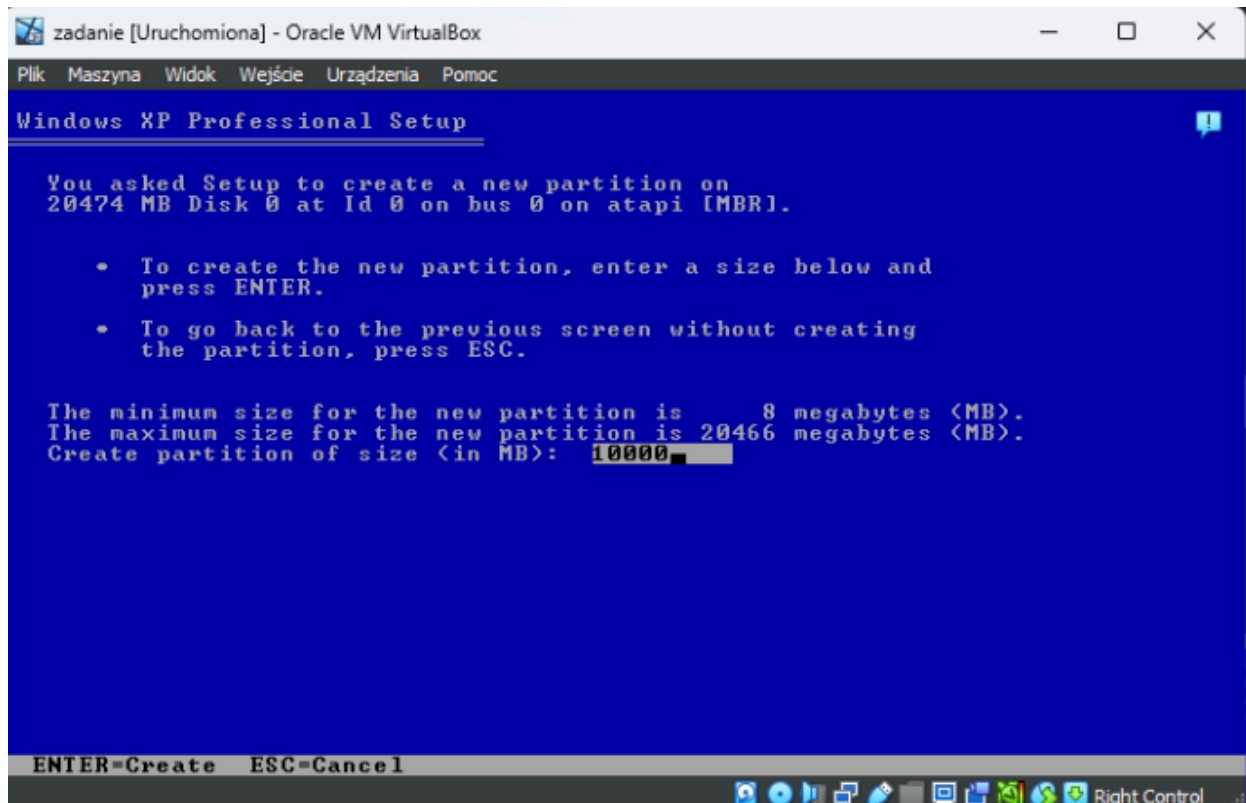 zadanie [Uruchomiona] - Oracle VM VirtualBox
Plik Maszyna Widok Wejście Urządzenia Pomoc
Windows XP Professional Setup
You asked Setup to create a new partition on
20474 MB Disk 0 at Id 0 on bus 0 on atapi [MBR].
• To create the new partition, enter a size below and
press ENTER.
• To go back to the previous screen without creating
the partition, press ESC.
The minimum size for the new partition is 8 megabytes (MB).
The maximum size for the new partition is 20466 megabytes (MB).
Create partition of size (in MB): 10000
ENTER=Create ESC=Cancel
Right Control